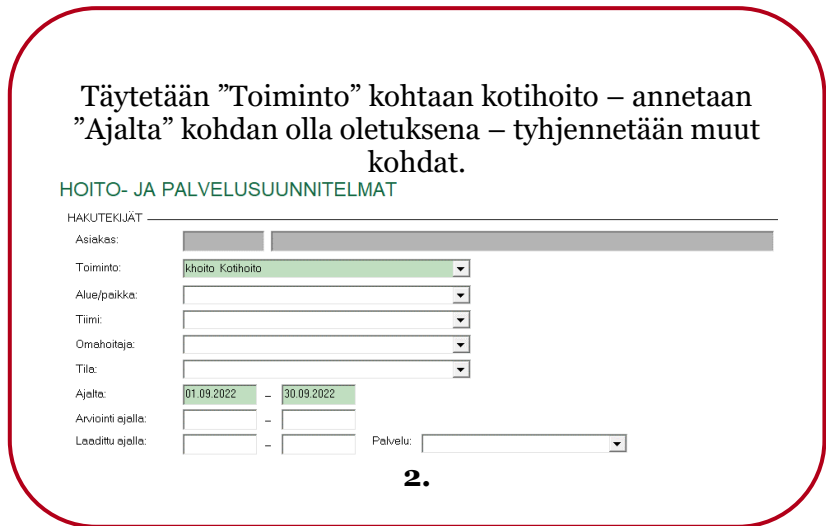 Täytetään ”Toiminto” kohtaan kotihoito – annetaan
”Ajalta” kohdan olla oletuksena – tyhjennetään muut
kohdat.
HOITO- JA PALVELUSUUNNITELMAT
HAKUTEKIJÄT
Asiakas:
Toiminto: khoito Kotihoito
Alue/paikka:
Tiimi:
Omahoitaja:
Tila:
Ajalta: 01.09.2022 – 30.09.2022
Arviointi ajalla: –
Laadittu ajalla: – Palvelu:
2.